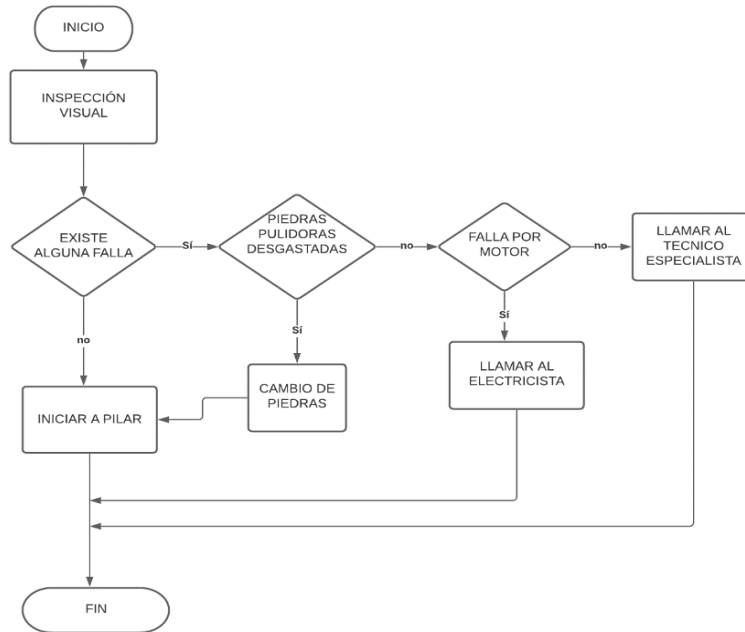 INICIO
INSPECCIÓN
VISUAL
EXISTE
ALGUNA FALLA
Sí
PIEDRAS
PULIDORAS
DESGASTADAS
no
FALLA POR
MOTOR
no
LLAMAR AL
TECNICO
ESPECIALISTA
no
Sí
Sí
INICIAR A PILAR
CAMBIO DE
PIEDRAS
LLAMAR AL
ELECTRICISTA
FIN